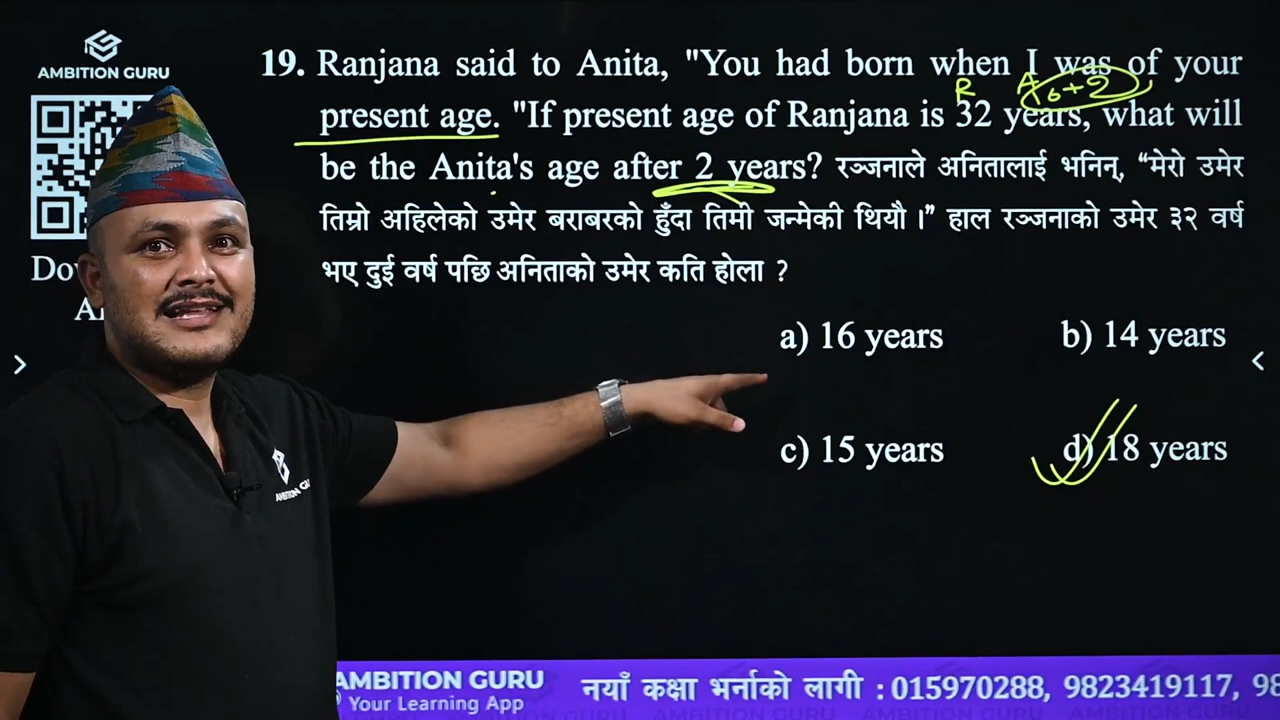 AMBITION GURU
19. Ranjana said to Anita, "You had born when I was of your
R A
16+2
present age. "If present age of Ranjana is 32 years, what will
be the Anita's age after 2 years? रञ्जनाले अनितालाई भनिन्, “मेरो उमेर
तिम्रो अहिलेको उमेर बराबरको हुँदा तिमी जन्मेकी थियौ ।” हाल रञ्जनाको उमेर ३२ वर्ष
भए दुई वर्ष पछि अनिताको उमेर कति होला ?
a) 16 years b) 14 years
c) 15 years d) 18 years
AMBITION GU
AMBITION GURU
Your Learning App
नयाँ कक्षा भर्नाको लागी : 015970288, 9823419117, 98